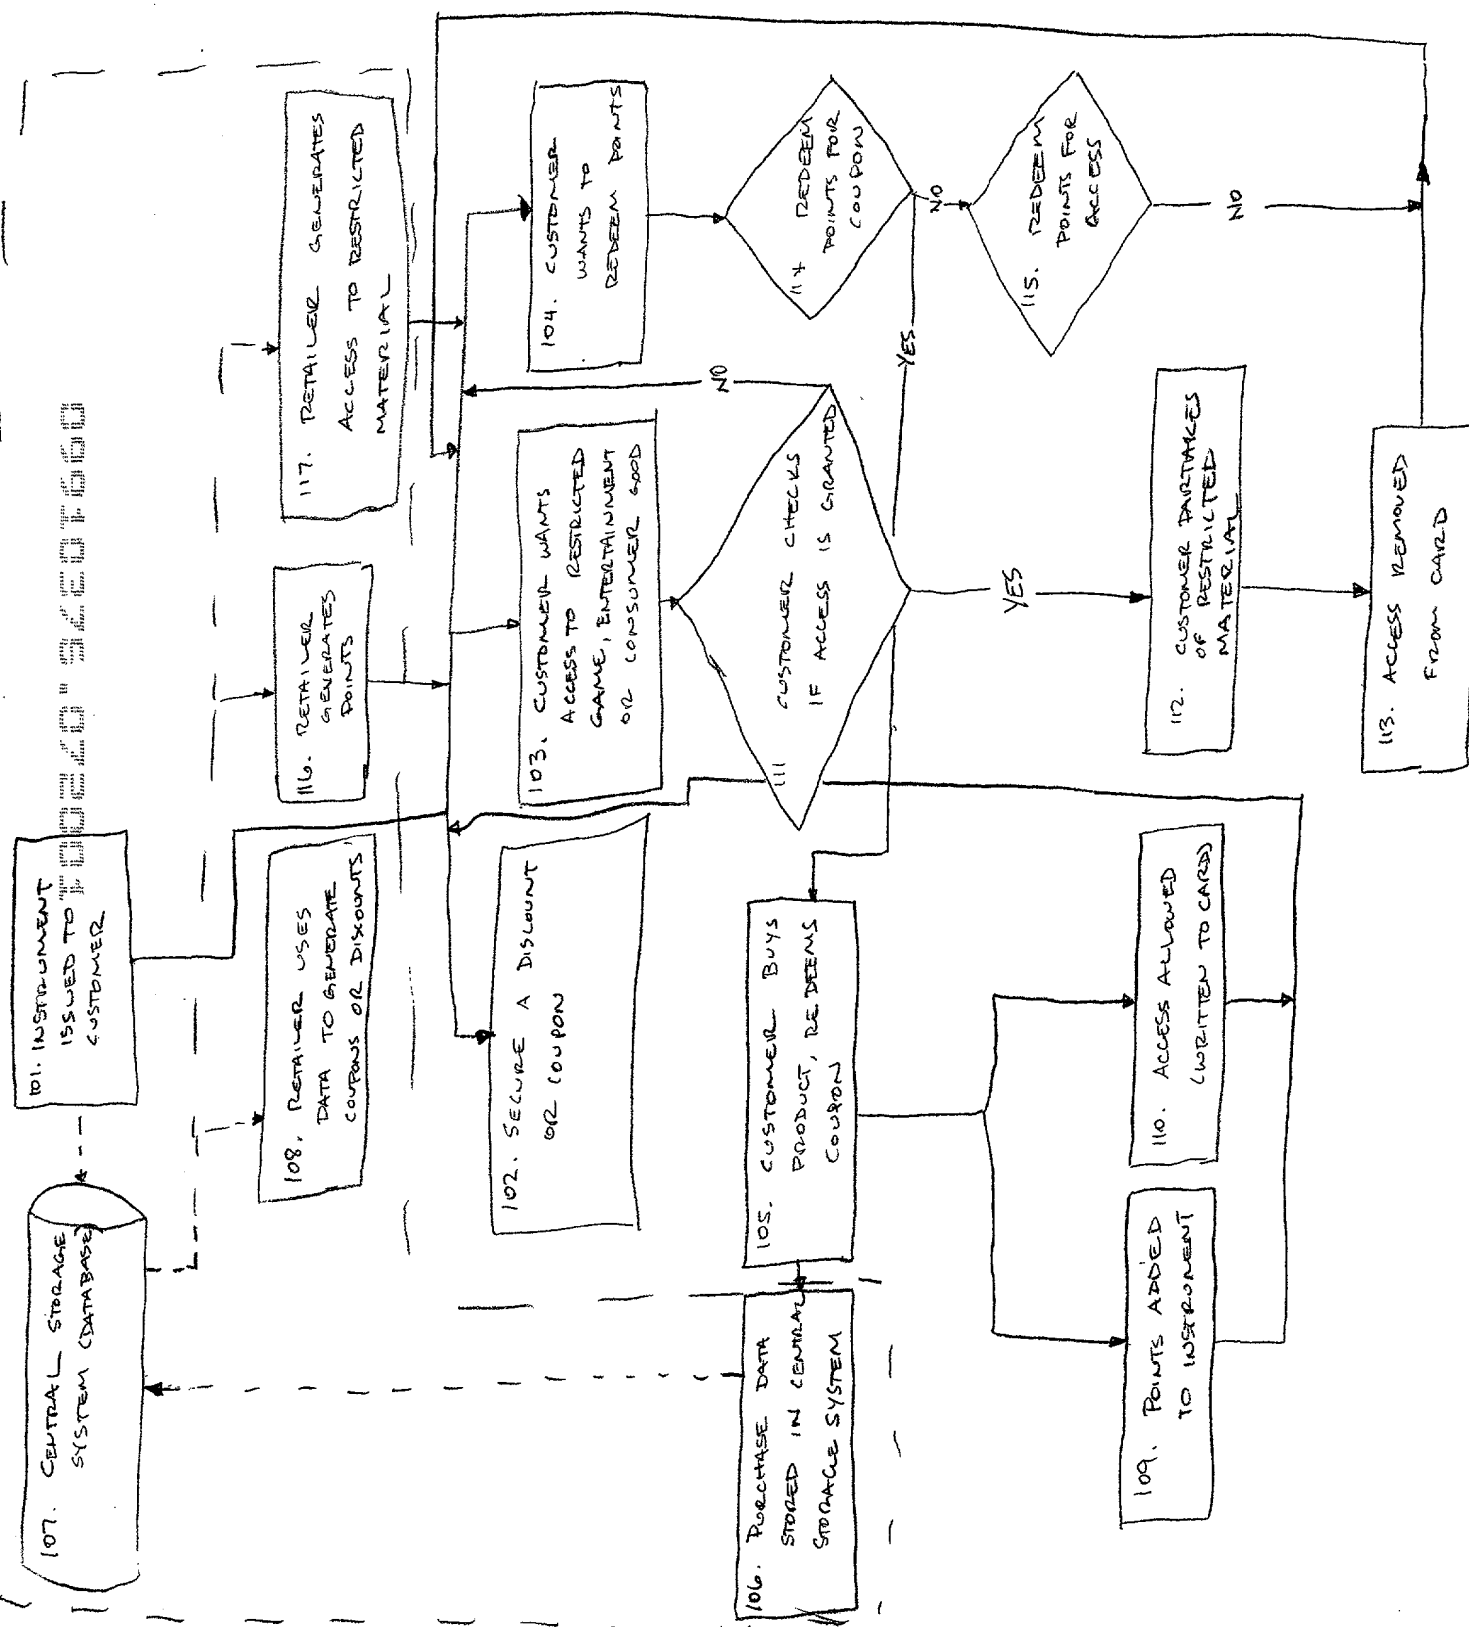 107. CENTRAL STORAGE
SYSTEM (DATABASE)
101. INSTRUMENT
ISSUED TO
CUSTOMER
108. RETAILER USES
DATA TO GENERATE
COUPONS OR DISCOUNTS
116. RETAILER
GENERATES
POINTS
117. RETAILER GENERATES
ACCESS TO RESTRICTED
MATERIAL
102. SECURE A DISCOUNT
OR COUPON
103. CUSTOMER WANTS
ACCESS TO RESTRICTED
GAME, ENTERTAINMENT
OR CONSUMER GOOD
104. CUSTOMER
WANTS TO
REDEEM POINTS
NO
111
CUSTOMER CHECKS
IF ACCESS IS GRANTED
114 REDEEM
POINTS FOR
COUPON
NO
YES
115. REDEEM
POINTS FOR
ACCESS
NO
YES
106. PURCHASE DATA
STORED IN CENTRAL
STORAGE SYSTEM
105. CUSTOMER BUYS
PRODUCT, REDEEMS
COUPON
109. POINTS ADDED
TO INSTRUMENT
110. ACCESS ALLOWED
(WRITTEN TO CARD)
112. CUSTOMER PARTAKES
OF RESTRICTED
MATERIAL
113. ACCESS REMOVED
FROM CARD